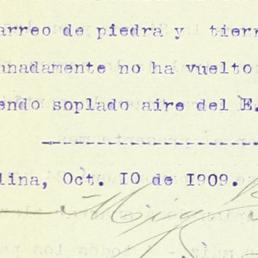 arreo de piedra y tierr
nadamente no ha vuelto
endo soplado aire del E.
lina, Oct. 10 de 1909.